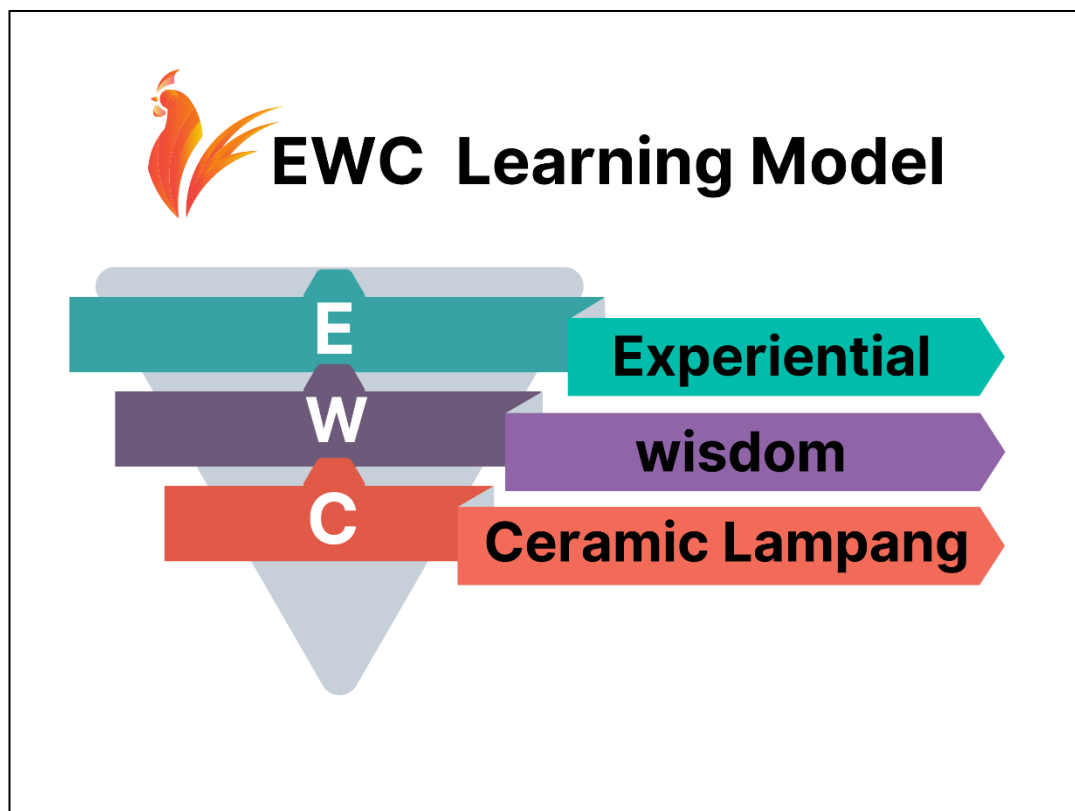 EWC Learning Model
E
Experiential
W
wisdom
C
Ceramic Lampang